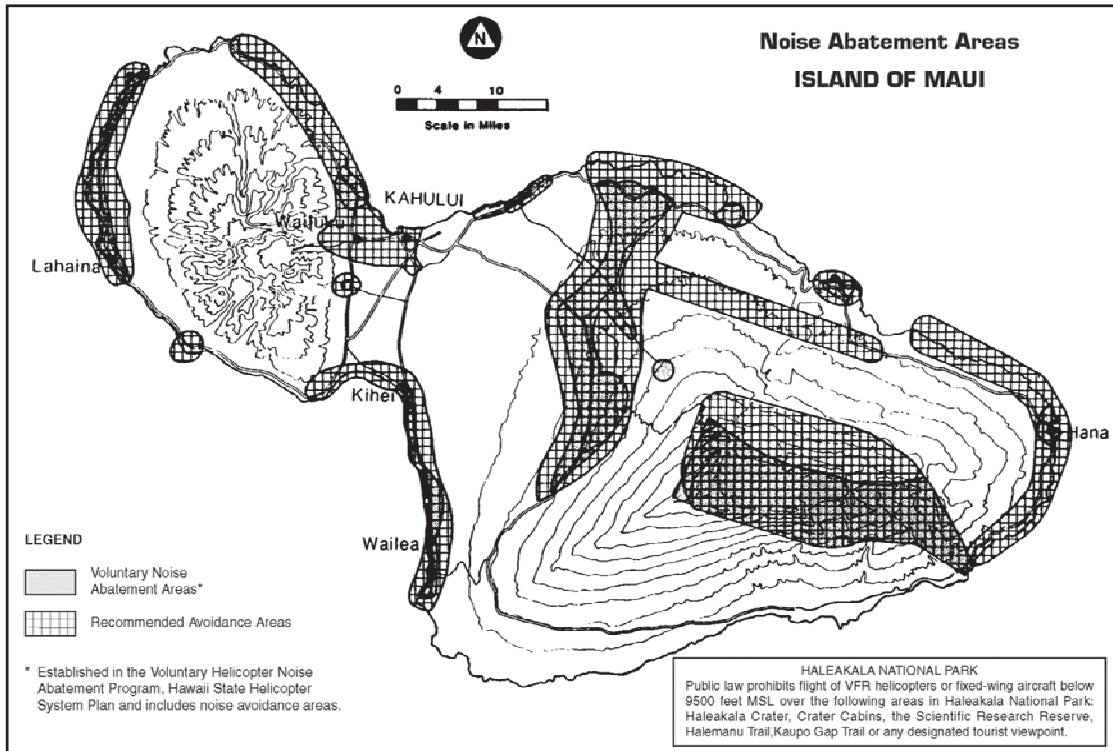 Noise Abatement Areas
ISLAND OF MAUI
N
0 4 10
Scale in Miles
KAHULUI
Wailuku
Lahaina
Kihei
Hana
Wailea
LEGEND
Voluntary Noise
Abatement Areas*
Recommended Avoidance Areas
* Established in the Voluntary Helicopter Noise
Abatement Program, Hawaii State Helicopter
System Plan and includes noise avoidance areas.
HALEAKALA NATIONAL PARK
Public law prohibits flight of VFR helicopters or fixed-wing aircraft below
9500 feet MSL over the following areas in Haleakala National Park:
Haleakala Crater, Crater Cabins, the Scientific Research Reserve,
Halemanu Trail,Kaupo Gap Trail or any designated tourist viewpoint.